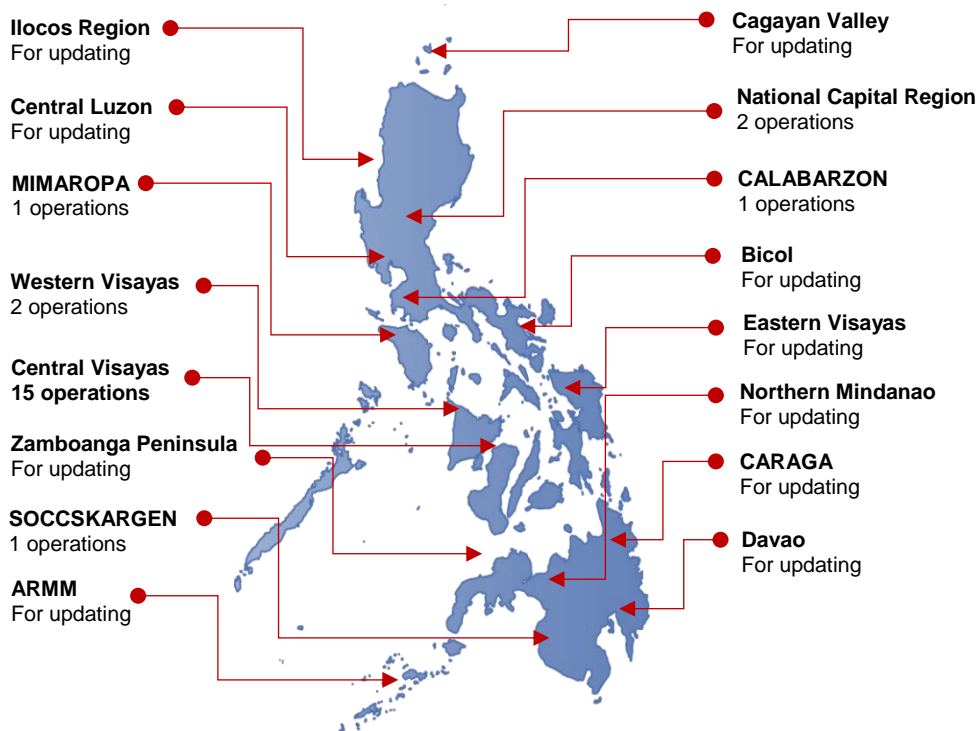 Ilocos Region
For updating
Central Luzon
For updating
MIMAROPA
1 operations
Western Visayas
2 operations
Central Visayas
15 operations
Zamboanga Peninsula
For updating
SOCCSKARGEN
1 operations
ARMM
For updating
Cagayan Valley
For updating
National Capital Region
2 operations
CALABARZON
1 operations
Bicol
For updating
Eastern Visayas
For updating
Northern Mindanao
For updating
CARAGA
For updating
Davao
For updating